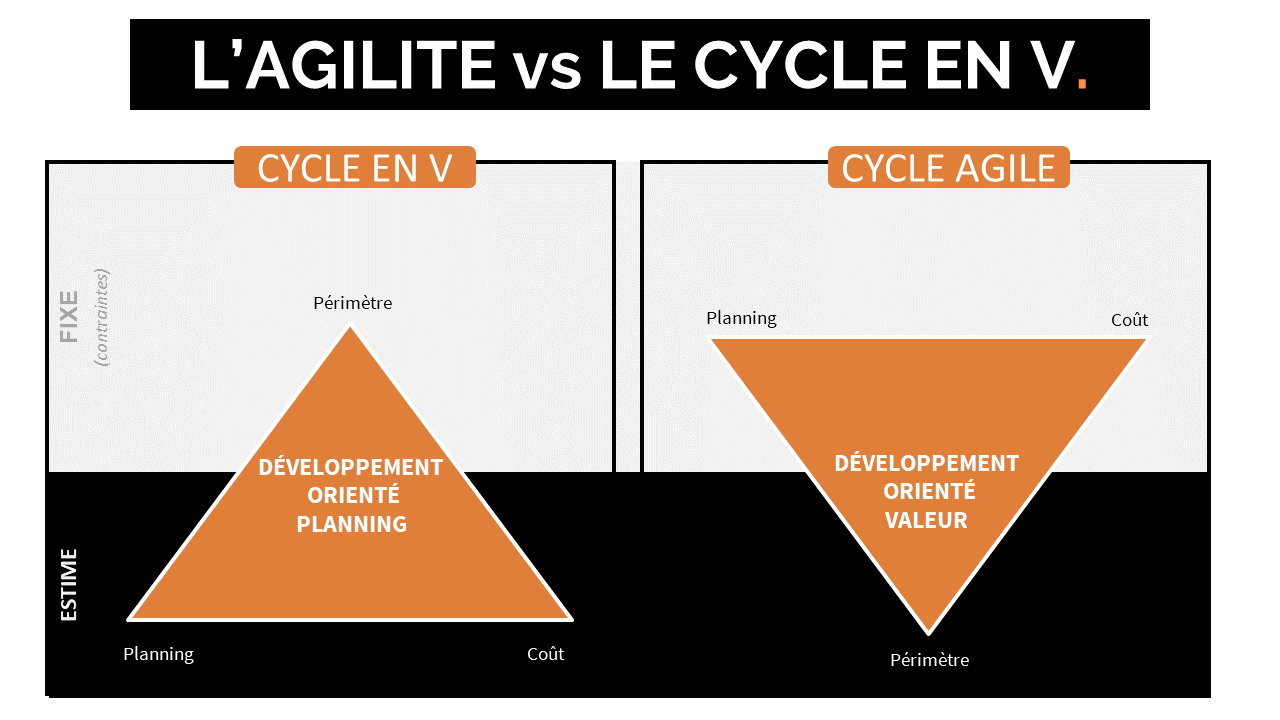 L'AGILITE vs LE CYCLE EN V.
CYCLE EN V
FIXE
(contraintes)
Périmètre
DÉVELOPPEMENT
ORIENTÉ
PLANNING
ESTIME
Planning
Coût
CYCLE AGILE
Planning
Coût
DÉVELOPPEMENT
ORIENTÉ
VALEUR
Périmètre